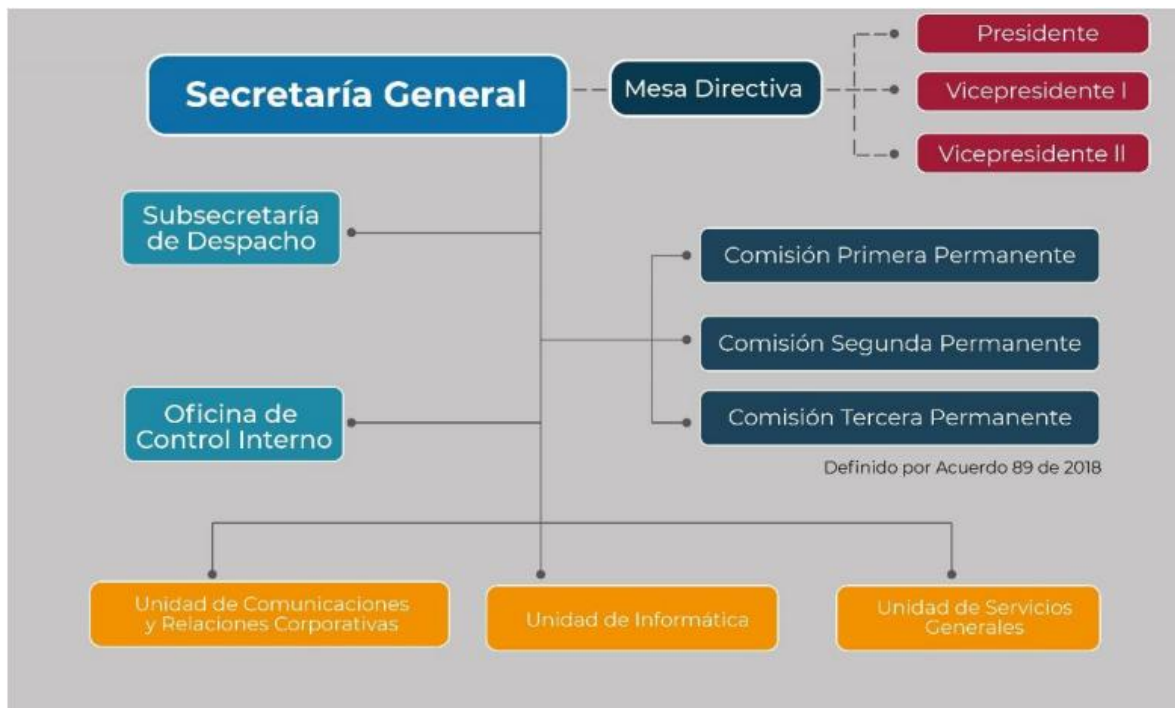 Secretaría General
Mesa Directiva
Presidente
Vicepresidente I
Vicepresidente II
Subsecretaría
de Despacho
Comisión Primera Permanente
Comisión Segunda Permanente
Comisión Tercera Permanente
Definido por Acuerdo 89 de 2018
Oficina de
Control Interno
Unidad de Comunicaciones
y Relaciones Corporativas
Unidad de Informática
Unidad de Servicios
Generales